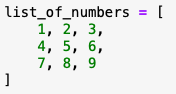 list_of_numbers = [
    1, 2, 3,
    4, 5, 6,
    7, 8, 9
]